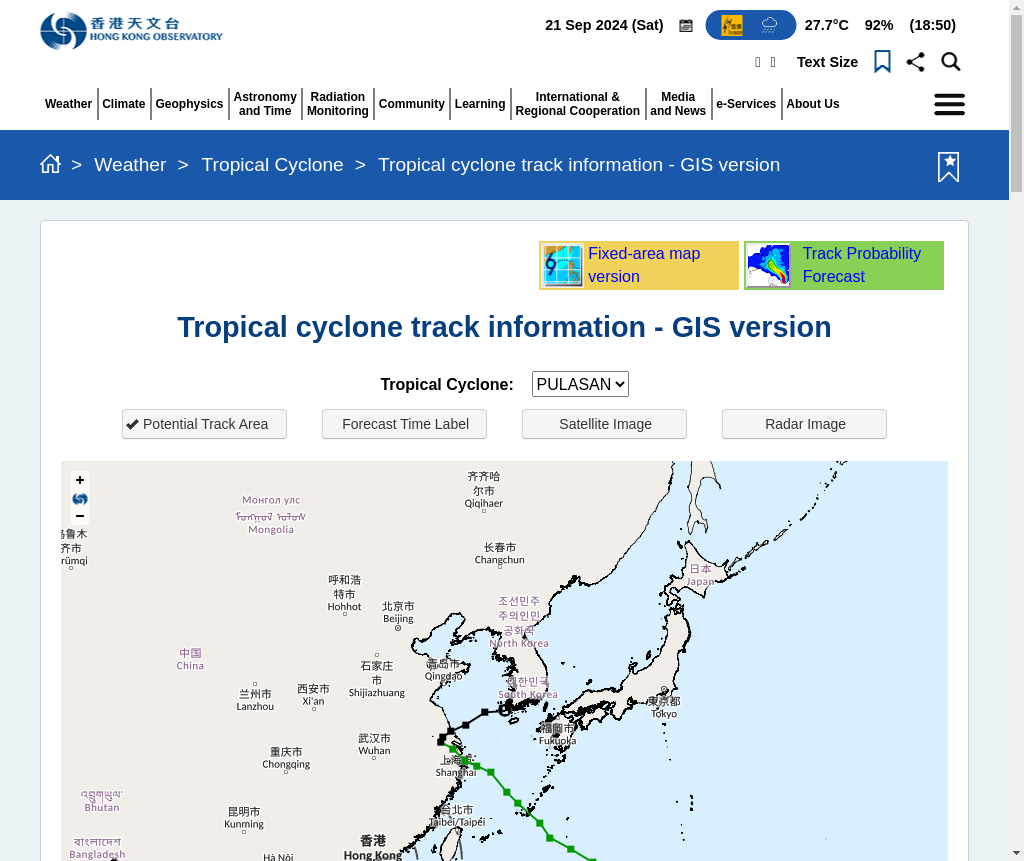 香港天文台
HONG KONG OBSERVATORY
21 Sep 2024 (Sat)
27.7°C
92%
(18:50)
Text Size
Weather
Climate
Geophysics
Astronomy
and Time
Radiation
Monitoring
Community
Learning
International &
Regional Cooperation
Media
and News
e-Services
About Us
> Weather > Tropical Cyclone > Tropical cyclone track information - GIS version
Fixed-area map
version
Track Probability
Forecast
Tropical cyclone track information - GIS version
Tropical Cyclone:
PULASAN
Potential Track Area
Forecast Time Label
Satellite Image
Radar Image
+
−
齐齐哈
尔市
Qiqihaer
Монгол улс
Mongolia
鲁木
齐市
rümqi
长春市
Changchun
日本
Japan
呼和浩
特市
Hohhot
北京市
Beijing
조선민주
주의인민
공화국
North Korea
中国
China
石家庄
市
Shijiazhuang
青岛市
Qingdao
대한민국
South Korea
兰州市
Lanzhou
西安市
Xi'an
東京都
Tokyo
福岡市
Fukuoka
武汉市
Wuhan
重庆市
Chongqing
上海市
Shanghai
འབྲུགཡུལ་
Bhutan
昆明市
Kunming
台北市
Taibei/Taipei
বাংলাদেশ
Bangladesh
香港
Hong Kong
Hà Nội